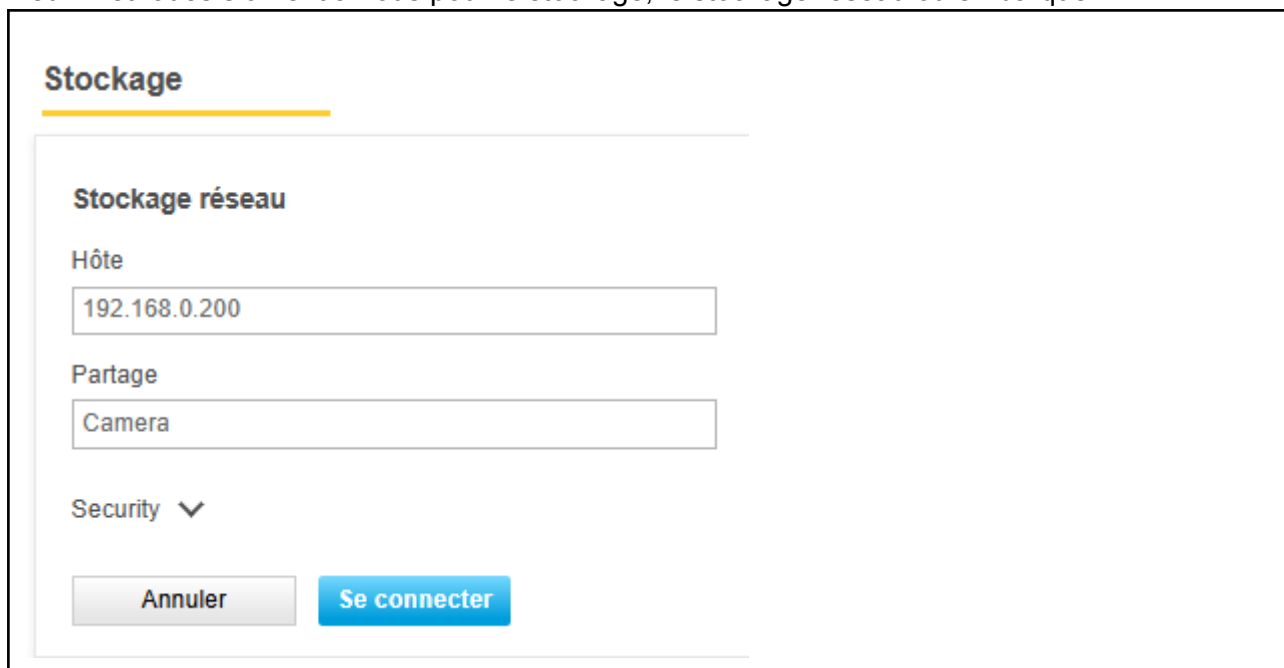 Stockage
Stockage réseau
Hôte
192.168.0.200
Partage
Camera
Security
Annuler
Se connecter